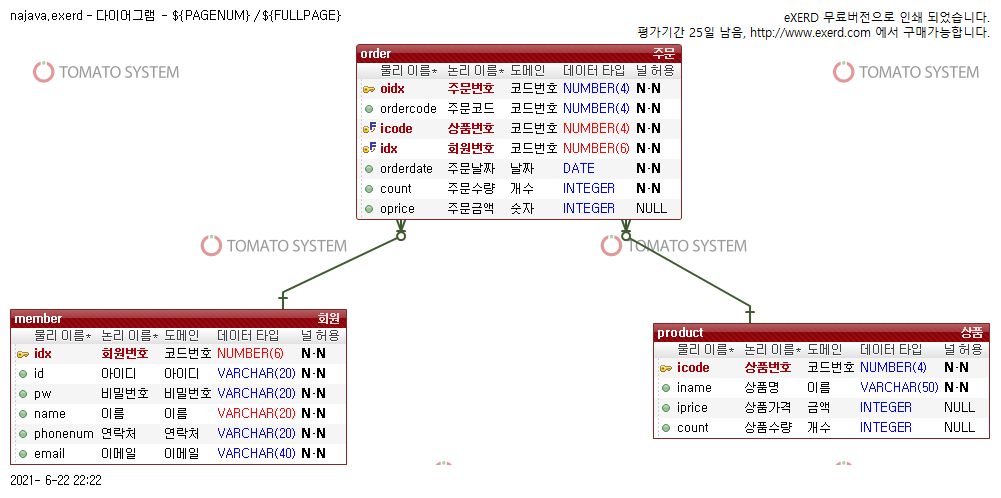 najava,exerd - 다이어그램 - ${PAGENUM} /${FULLPAGE}
eXERD 무료버전으로 인쇄 되었습니다.
평가기간 25일 남음, http://www.exerd.com 에서 구매가능합니다.
TOMATO SYSTEM
TOMATO SYSTEM
order 주문
물리 이름* 논리 이름* 도메인 데이터 타입 널 허용
oidx 주문번호 코드번호 NUMBER(4) N·N
ordercode 주문코드 코드번호 NUMBER(4) N·N
icode 상품번호 코드번호 NUMBER(4) N·N
idx 회원번호 코드번호 NUMBER(6) N·N
orderdate 주문날짜 날짜 DATE N·N
count 주문수량 개수 INTEGER N·N
oprice 주문금액 숫자 INTEGER NULL
TOMATO SYSTEM
TOMATO SYSTEM
member 회원
물리 이름* 논리 이름* 도메인 데이터 타입 널 허용
idx 회원번호 코드번호 NUMBER(6) N·N
id 아이디 아이디 VARCHAR(20) N·N
pw 비밀번호 비밀번호 VARCHAR(20) N·N
name 이름 이름 VARCHAR(20) N·N
phonenum 연락처 연락처 VARCHAR(20) N·N
email 이메일 이메일 VARCHAR(40) N·N
product 상품
물리 이름* 논리 이름* 도메인 데이터 타입 널 허용
icode 상품번호 코드번호 NUMBER(4) N·N
iname 상품명 이름 VARCHAR(50) N·N
iprice 상품가격 금액 INTEGER NULL
count 상품수량 개수 INTEGER NULL
2021- 6-22 22:22